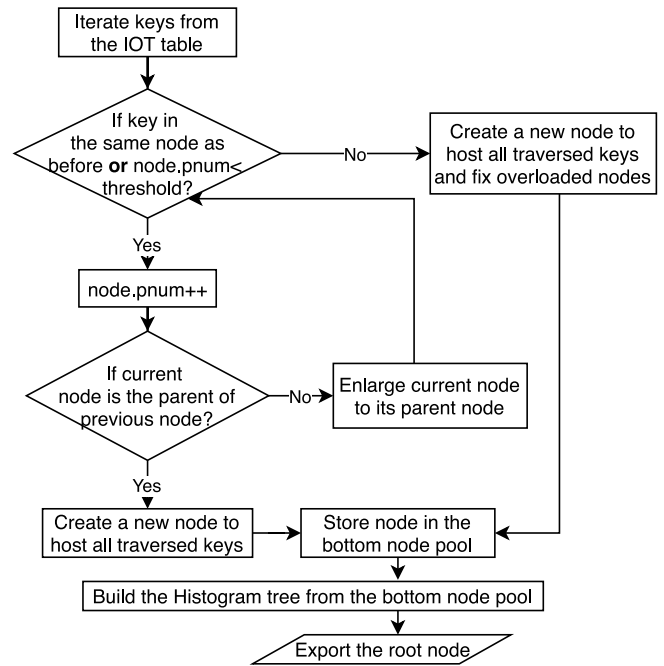 Iterate keys from
the IOT table
If key in
the same node as
before or node.pnum<
threshold?
No
Create a new node to
host all traversed keys
and fix overloaded nodes
Yes
node.pnum++
If current
node is the parent of
previous node?
No
Enlarge current node
to its parent node
Yes
Create a new node to
host all traversed keys
Store node in the
bottom node pool
Build the Histogram tree from the bottom node pool
Export the root node